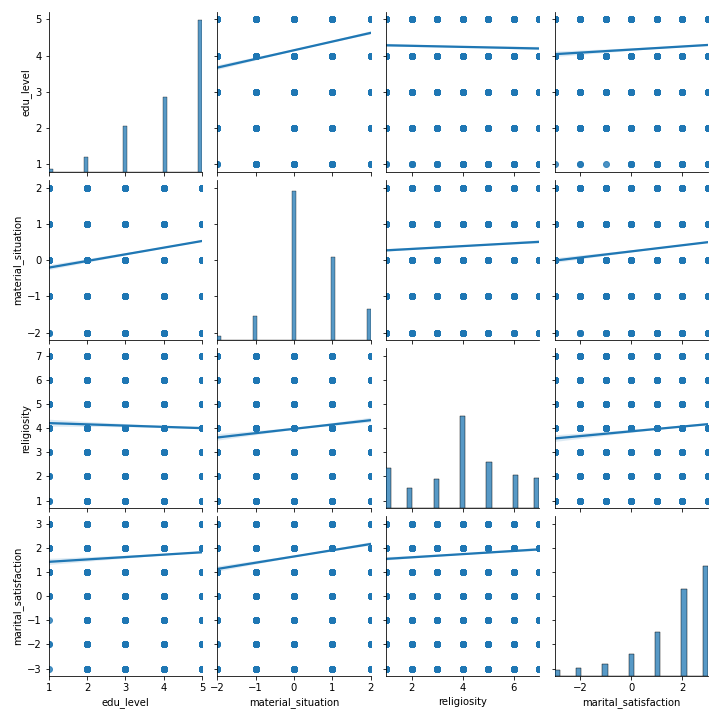 5
4
3
2
1
edu_level
2
1
0
−1
−2
material_situation
7
6
5
4
3
2
1
religiosity
3
2
1
0
−1
−2
−3
marital_satisfaction
1 2 3 4 5
−2 −1 0 1 2
2 4 6
−2 0 2
edu_level
material_situation
religiosity
marital_satisfaction